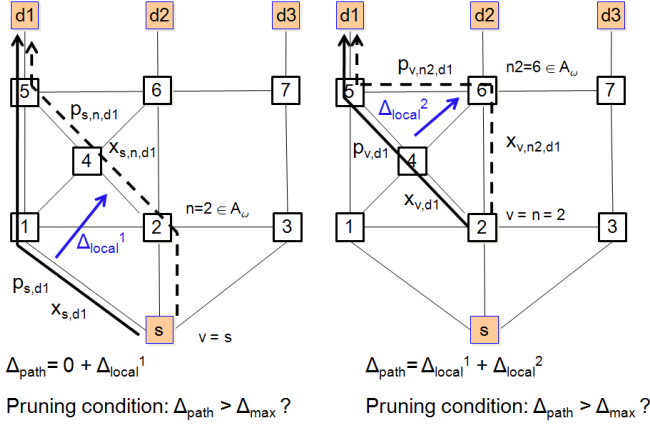 d1 d2 d3
5 6 7
p_{s,n,d1}
x_{s,n,d1}
4
n=2 ∈ A_ω
1 2 3
Δ_{local}^1
p_{s,d1}
x_{s,d1}
s
v = s
Δ_{path}= 0 + Δ_{local}^1
Pruning condition: Δ_{path} > Δ_{max} ?
d1 d2 d3
p_{v,n2,d1}
n2=6 ∈ A_ω
5 6 7
Δ_{local}^2
p_{v,d1}
4
x_{v,n2,d1}
x_{v,d1}
1 2 3
v = n = 2
s
Δ_{path}= Δ_{local}^1 + Δ_{local}^2
Pruning condition: Δ_{path} > Δ_{max} ?